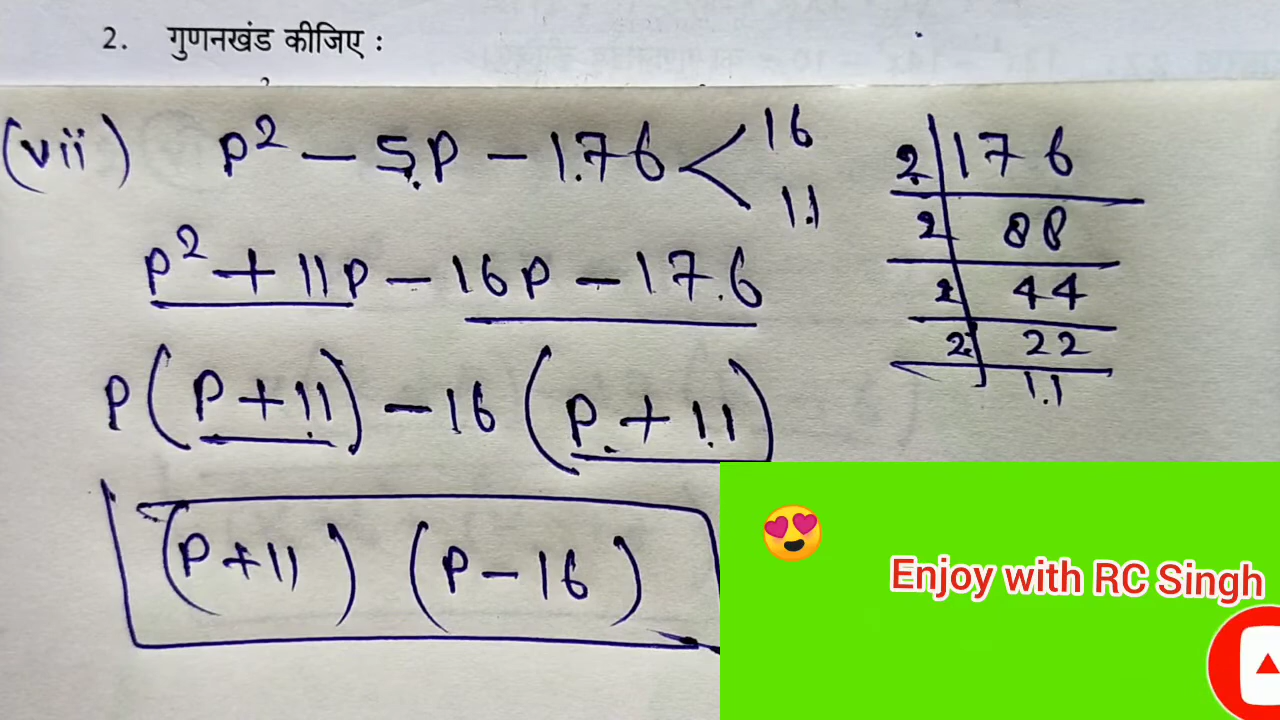 2. गुणनखंड कीजिए :
(vii) p² - 5p - 176 < 16
11
p² + 11p - 16p - 176
p(p + 11) - 16(p + 11)
(p + 11) (p - 16)
2 | 176
2 | 88
2 | 44
2 | 22
11
Enjoy with RC Singh